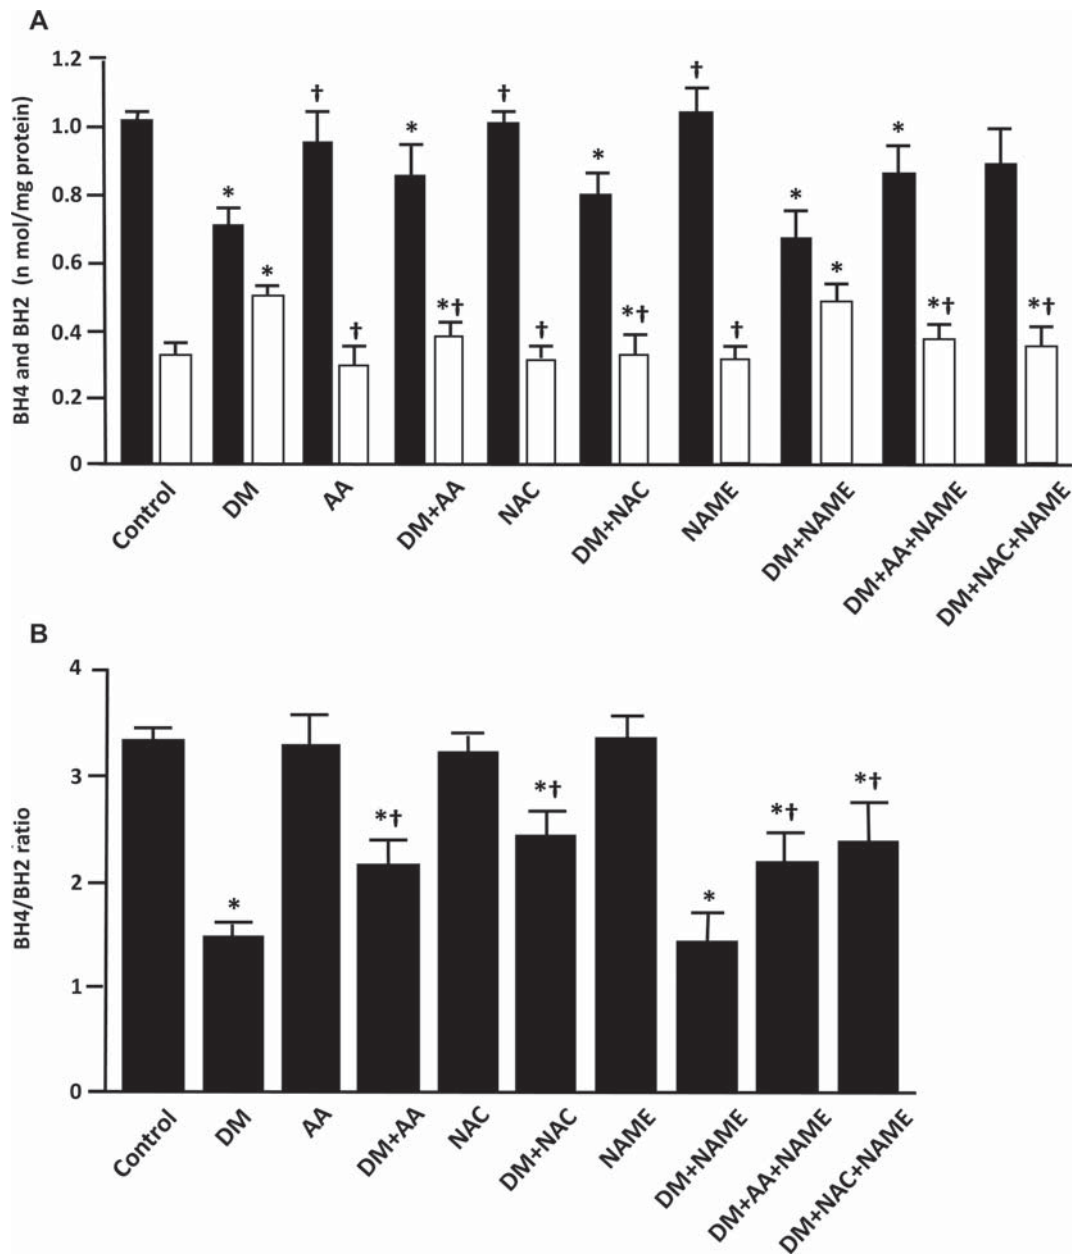 A
BH4 and BH2 (n mol/mg protein)
1.2
1.0
0.8
0.6
0.4
0.2
0
† † †
* * * * * *
* *† *† * *† *†
† † †
Control DM AA DM+AA NAC DM+NAC NAME DM+NAME DM+AA+NAME DM+NAC+NAME
B
BH4/BH2 ratio
4
3
2
1
0
* *† *† * *† *†
Control DM AA DM+AA NAC DM+NAC NAME DM+NAME DM+AA+NAME DM+NAC+NAME